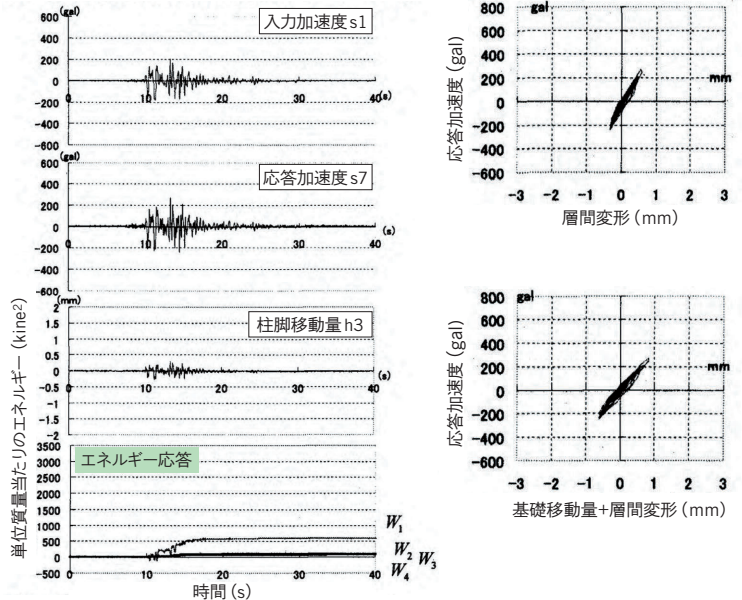 (gal)
600
400
200
0
-200
-400
-600
0 10 20 30 40
(s)
入力加速度s1
(gal)
600
400
200
0
-200
-400
-600
0 10 20 30 40
(s)
応答加速度s7
(mm)
2
1.5
1
0.5
0
-0.5
-1
-1.5
-2
0 10 20 30 40
(s)
柱脚移動量h3
単位質量当たりのエネルギー(kine²)
3500
3000
2500
2000
1500
1000
500
0
-500
エネルギー応答
W₁
W₂ W₃
W₄
0 10 20 30 40
時間(s)
応答加速度(gal)
800
600
400
200
0
-200
-400
-600
gal
mm
-3 -2 -1 0 1 2 3
層間変形(mm)
応答加速度(gal)
800
600
400
200
0
-200
-400
-600
gal
mm
-3 -2 -1 0 1 2 3
基礎移動量+層間変形(mm)